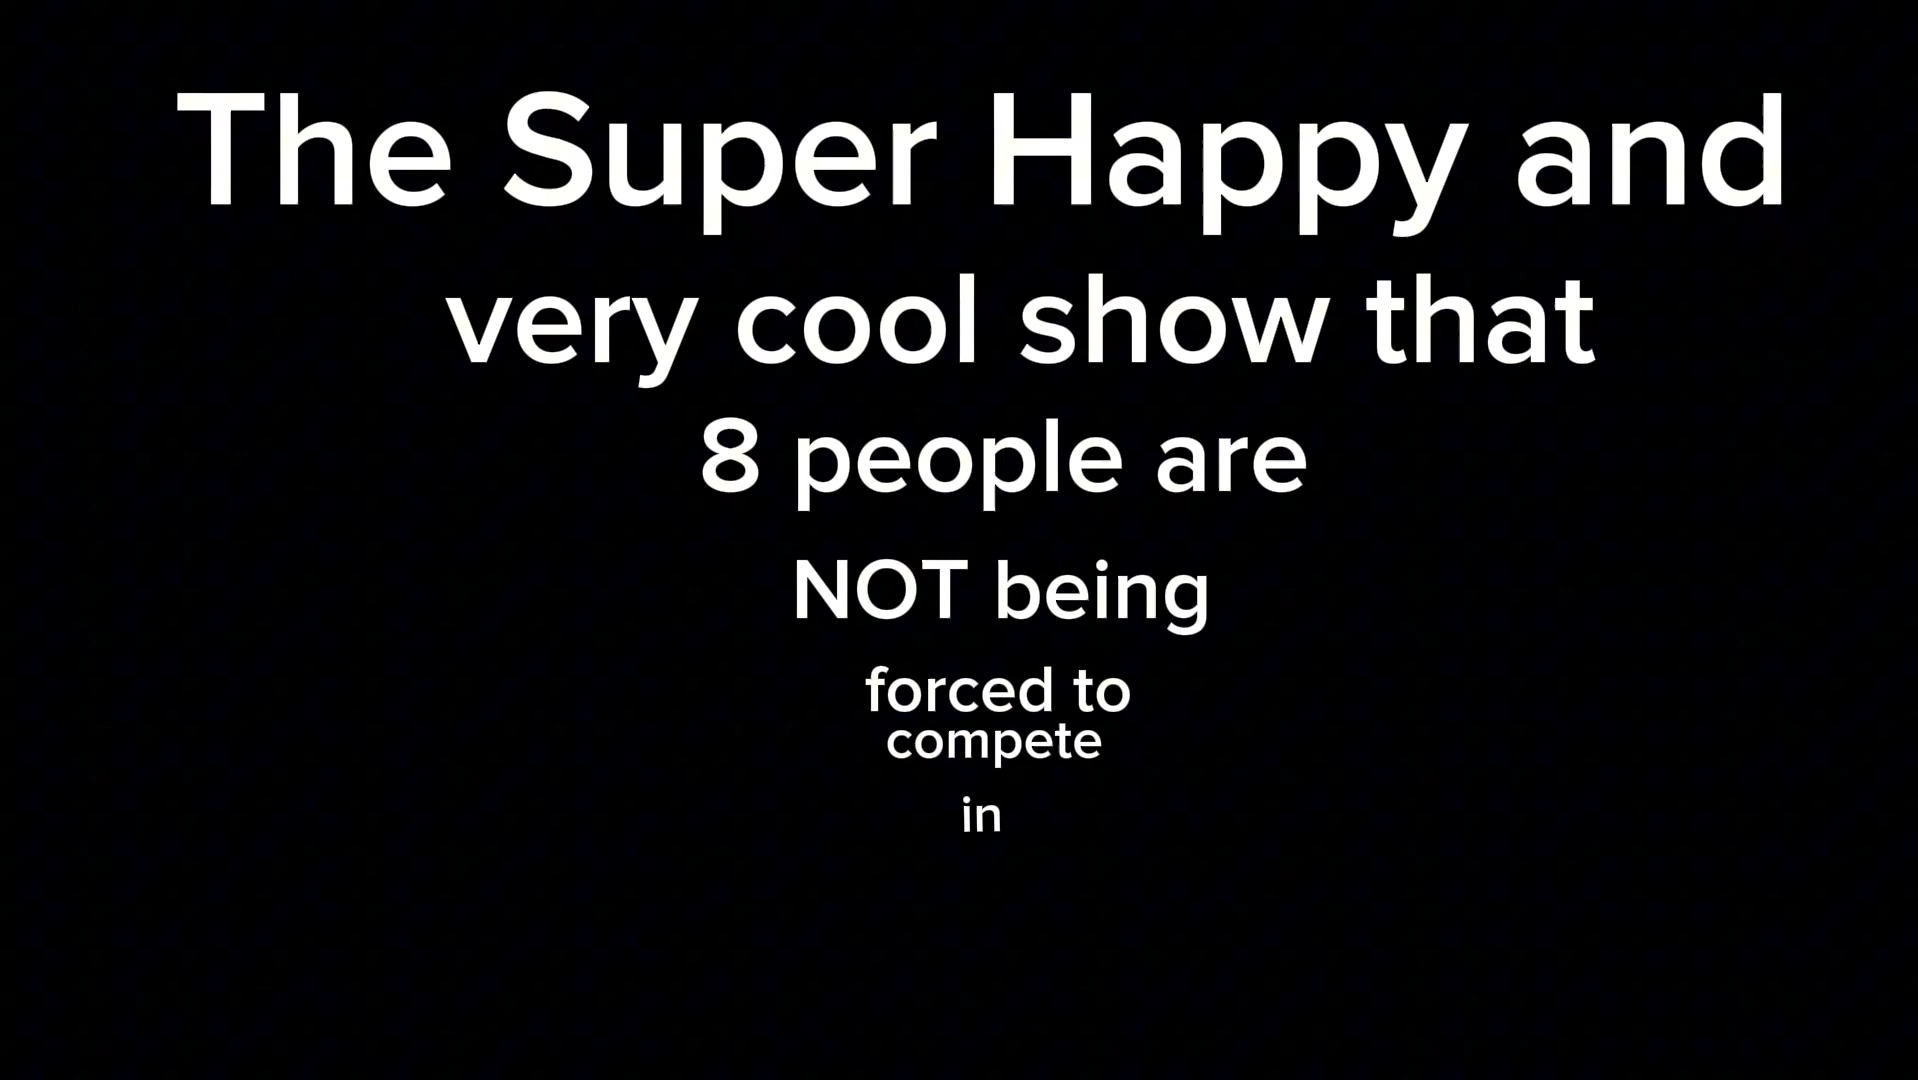 The Super Happy and
very cool show that
8 people are
NOT being
forced to
compete
in